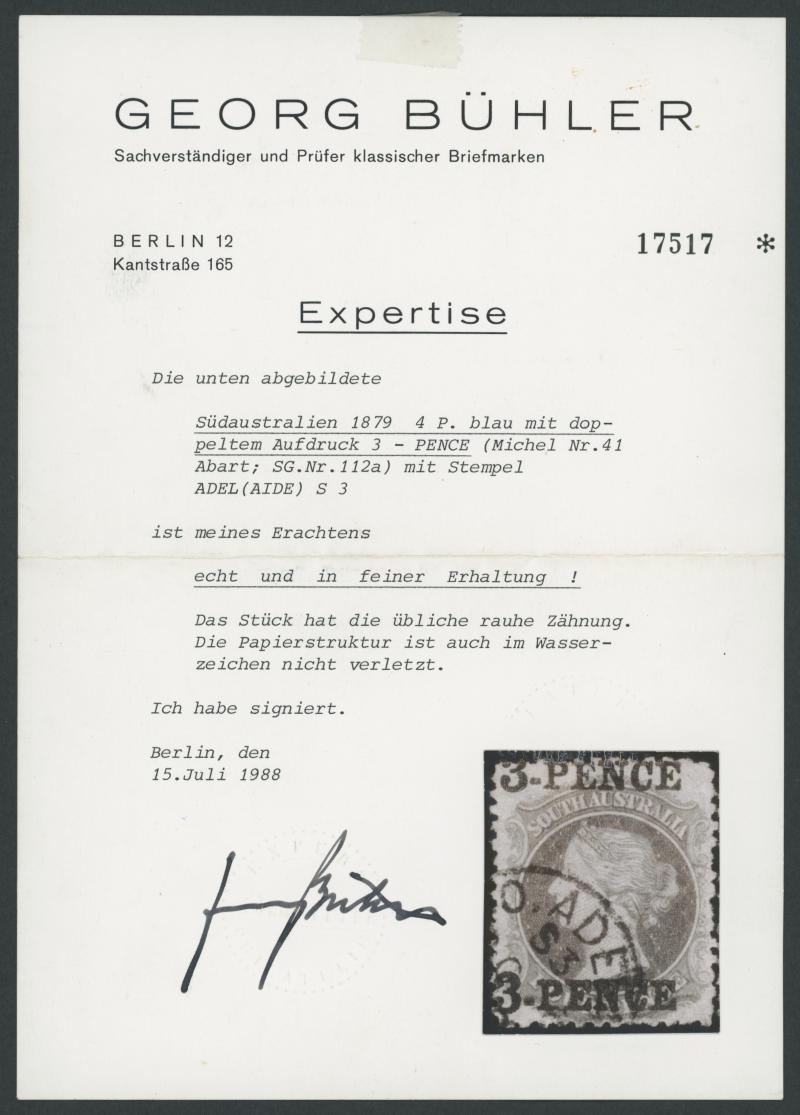 GEORG BÜHLER
Sachverständiger und Prüfer klassischer Briefmarken
BERLIN 12
Kantstraße 165
17517 *
Expertise
Die unten abgebildete
Südaustralien 1879 4 P. blau mit dop-
peltem Aufdruck 3 - PENCE (Michel Nr.41
Abart; SG.Nr.112a) mit Stempel
ADEL(AIDE) S 3
ist meines Erachtens
echt und in feiner Erhaltung !
Das Stück hat die übliche rauhe Zähnung.
Die Papierstruktur ist auch im Wasser-
zeichen nicht verletzt.
Ich habe signiert.
Berlin, den
15.Juli 1988
3-PENCE
SOUTH AUSTRALIA
O. ADE
S3
3-PENCE